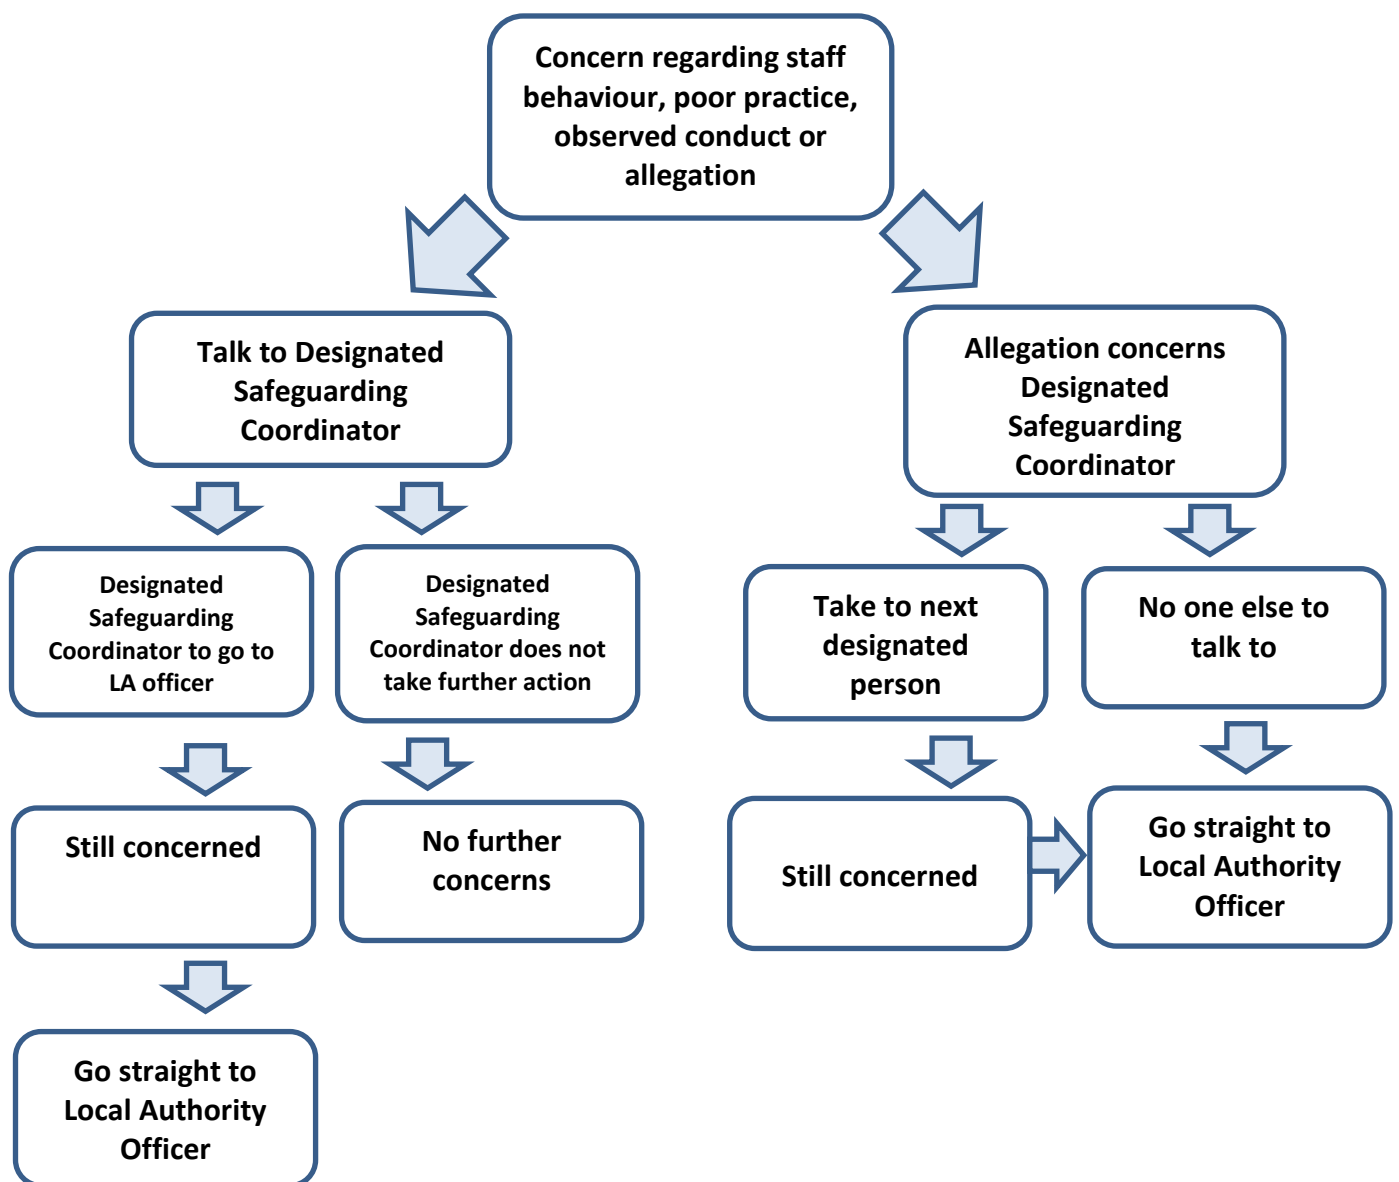 Concern regarding staff
behaviour, poor practice,
observed conduct or
allegation
Talk to Designated
Safeguarding
Coordinator
Allegation concerns
Designated
Safeguarding
Coordinator
Designated
Safeguarding
Coordinator to go to
LA officer
Designated
Safeguarding
Coordinator does not
take further action
Take to next
designated
person
No one else to
talk to
Still concerned
No further
concerns
Still concerned
Go straight to
Local Authority
Officer
Go straight to
Local Authority
Officer